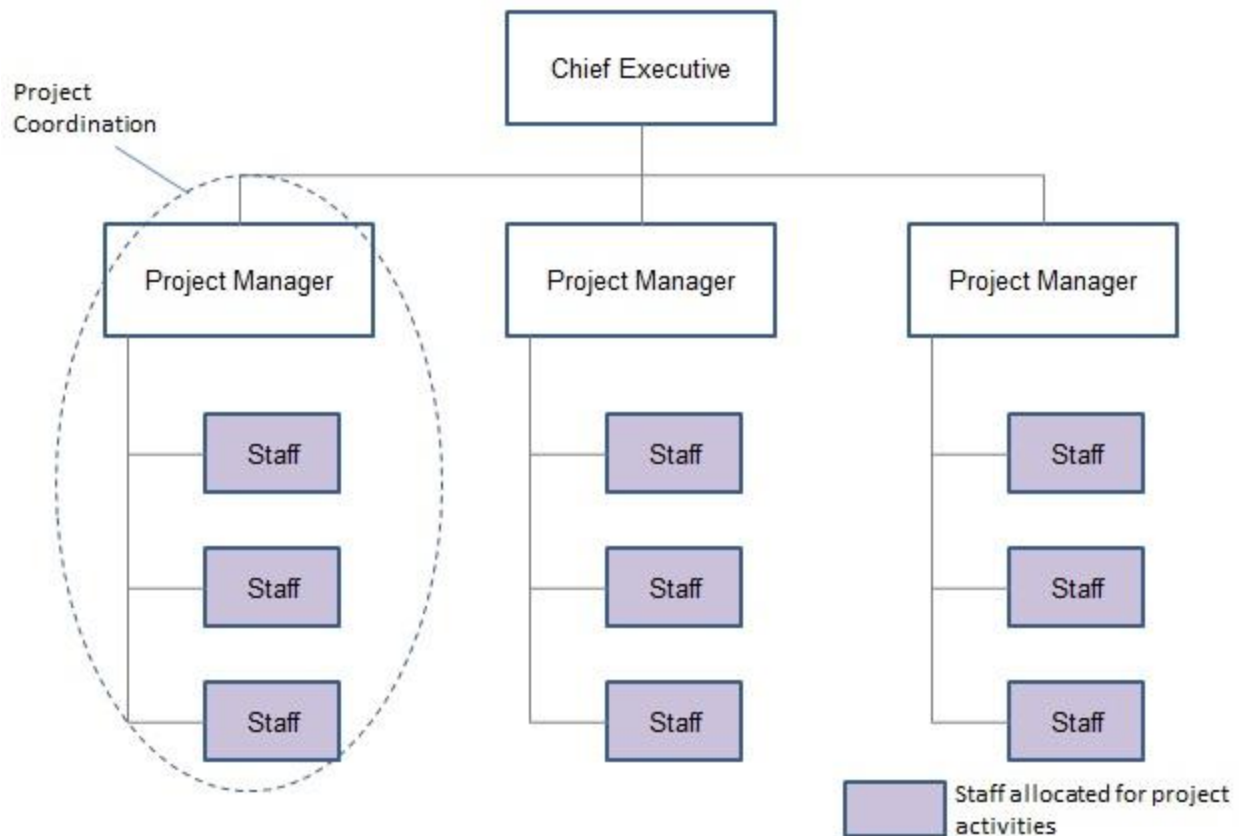 Chief Executive
Project
Coordination
Project Manager
Project Manager
Project Manager
Staff
Staff
Staff
Staff
Staff
Staff
Staff
Staff
Staff
Staff allocated for project
activities